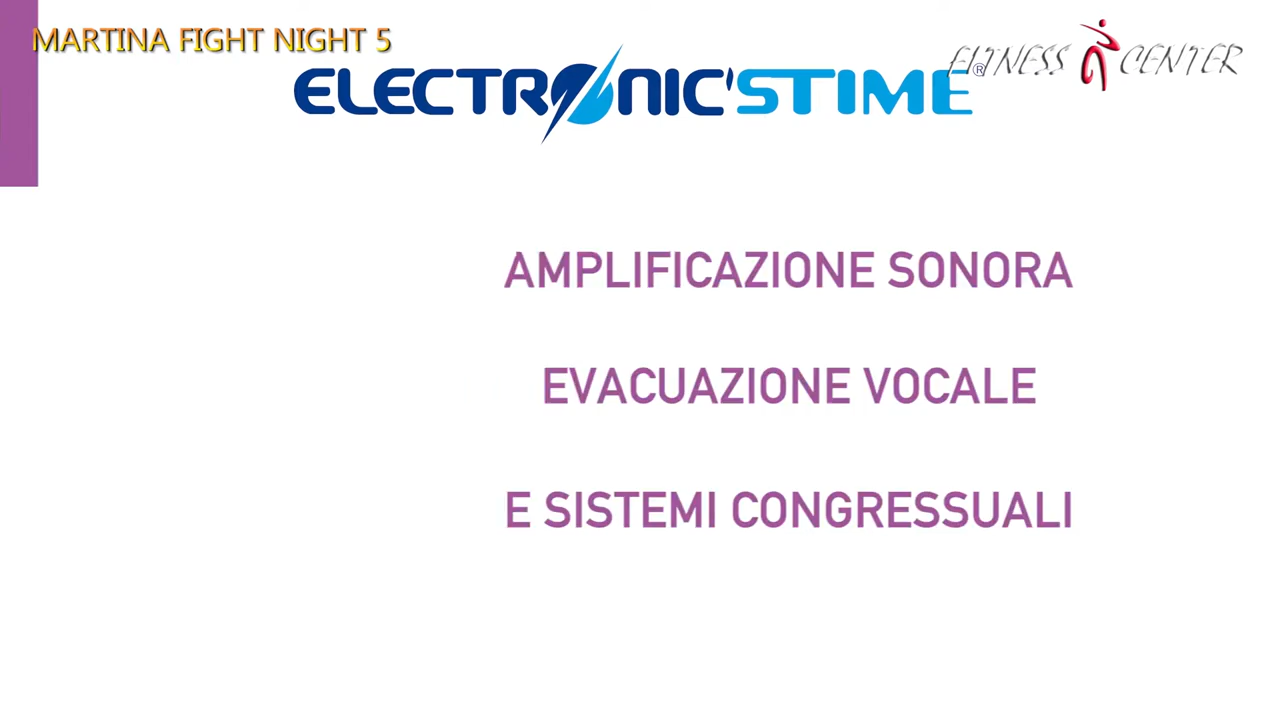 MARTINA FIGHT NIGHT 5
FITNESS CENTER
ELECTRONIC'STIME®
AMPLIFICAZIONE SONORA
EVACUAZIONE VOCALE
E SISTEMI CONGRESSUALI